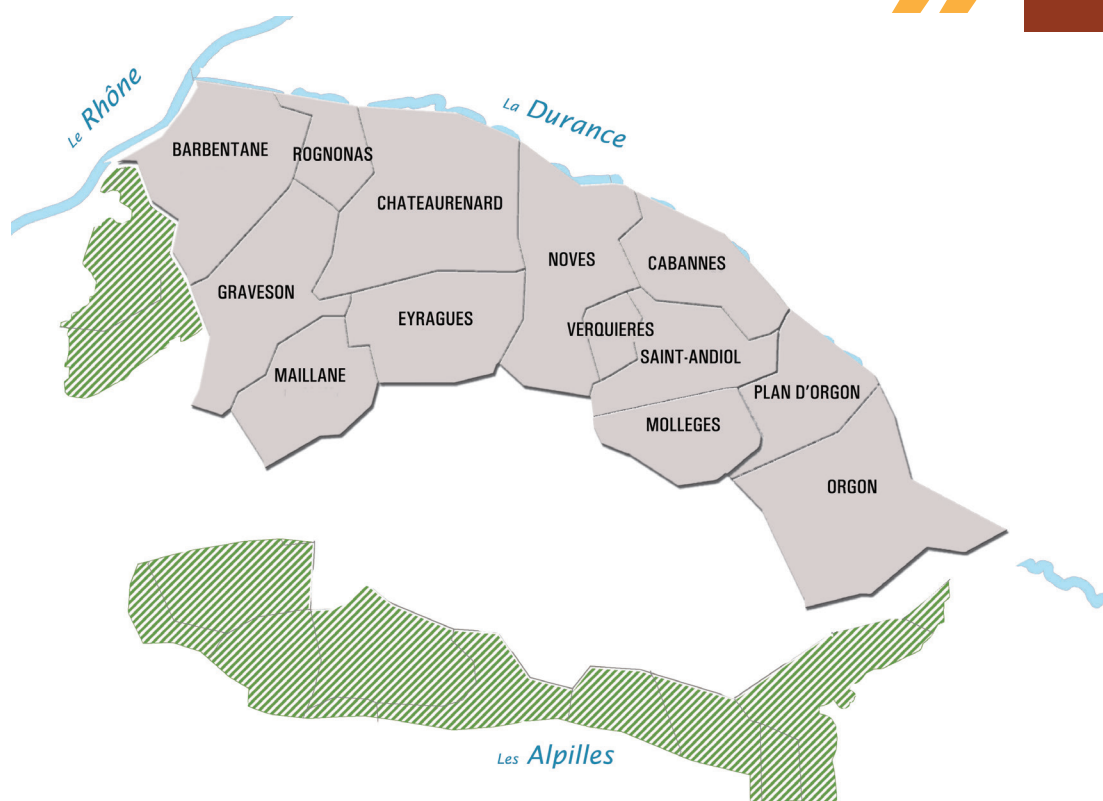 Le Rhône
La Durance
BARBENTANE
ROGNONAS
CHATEAURENARD
NOVES
CABANNES
GRAVESON
EYRAGUES
VERQUIERES
SAINT-ANDIOL
MAILLANE
PLAN D'ORGON
MOLLEGES
ORGON
Les Alpilles